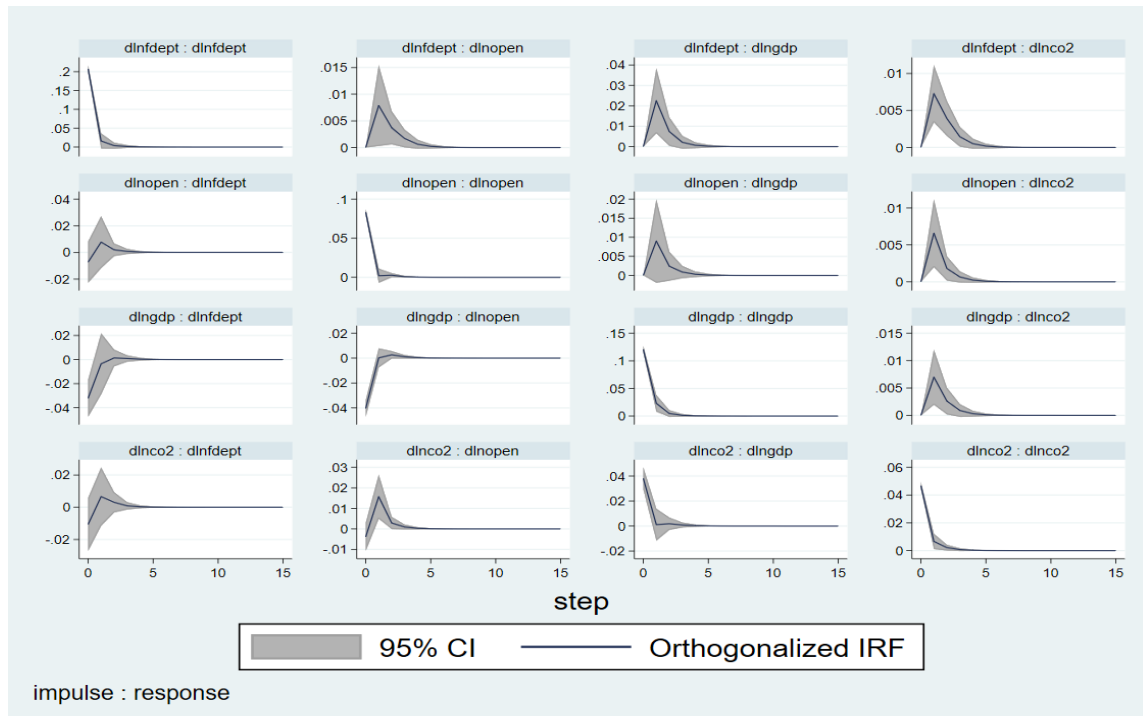 dlnfdept : dlnfdept
dlnfdept : dlnopen
dlnfdept : dlngdp
dlnfdept : dlnco2
.2
.15
.1
.05
0
.015
.01
.005
0
.04
.03
.02
.01
0
.01
.005
0
dlnopen : dlnfdept
dlnopen : dlnopen
dlnopen : dlngdp
dlnopen : dlnco2
.04
.02
0
-.02
.1
.05
0
.02
.015
.01
.005
0
.01
.005
0
dlngdp : dlnfdept
dlngdp : dlnopen
dlngdp : dlngdp
dlngdp : dlnco2
.02
0
-.02
-.04
.02
0
-.02
-.04
.15
.1
.05
0
.015
.01
.005
0
dlnco2 : dlnfdept
dlnco2 : dlnopen
dlnco2 : dlngdp
dlnco2 : dlnco2
.02
0
-.02
.03
.02
.01
0
-.01
.04
.02
0
-.02
.06
.04
.02
0
0 5 10 15
0 5 10 15
0 5 10 15
0 5 10 15
step
95% CI
Orthogonalized IRF
impulse : response